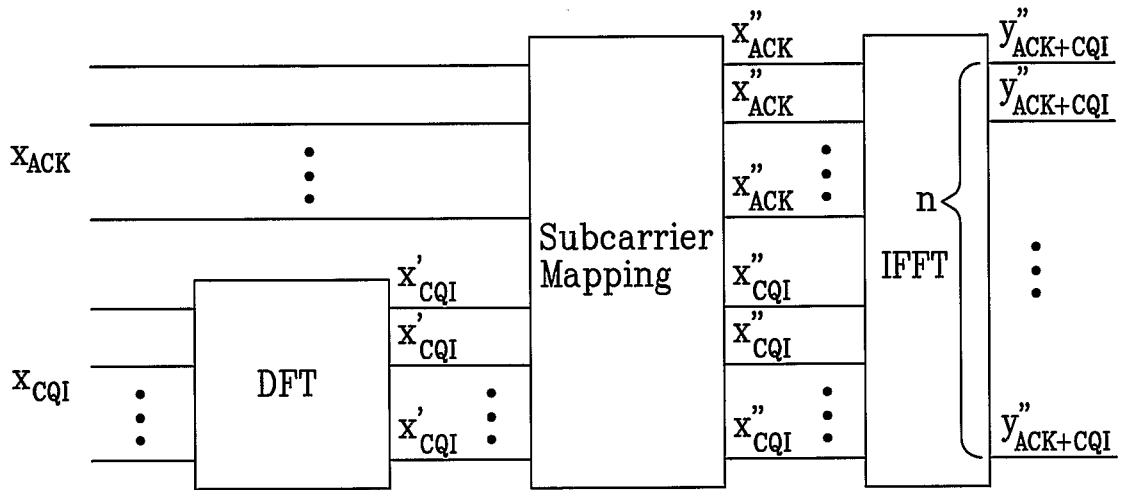 x"ACK
y"ACK+CQI
x"ACK
y"ACK+CQI
xACK
x"ACK
n
Subcarrier
Mapping
IFFT
x'CQI
x"CQI
x'CQI
x"CQI
xCQI
DFT
x'CQI
x"CQI
y"ACK+CQI